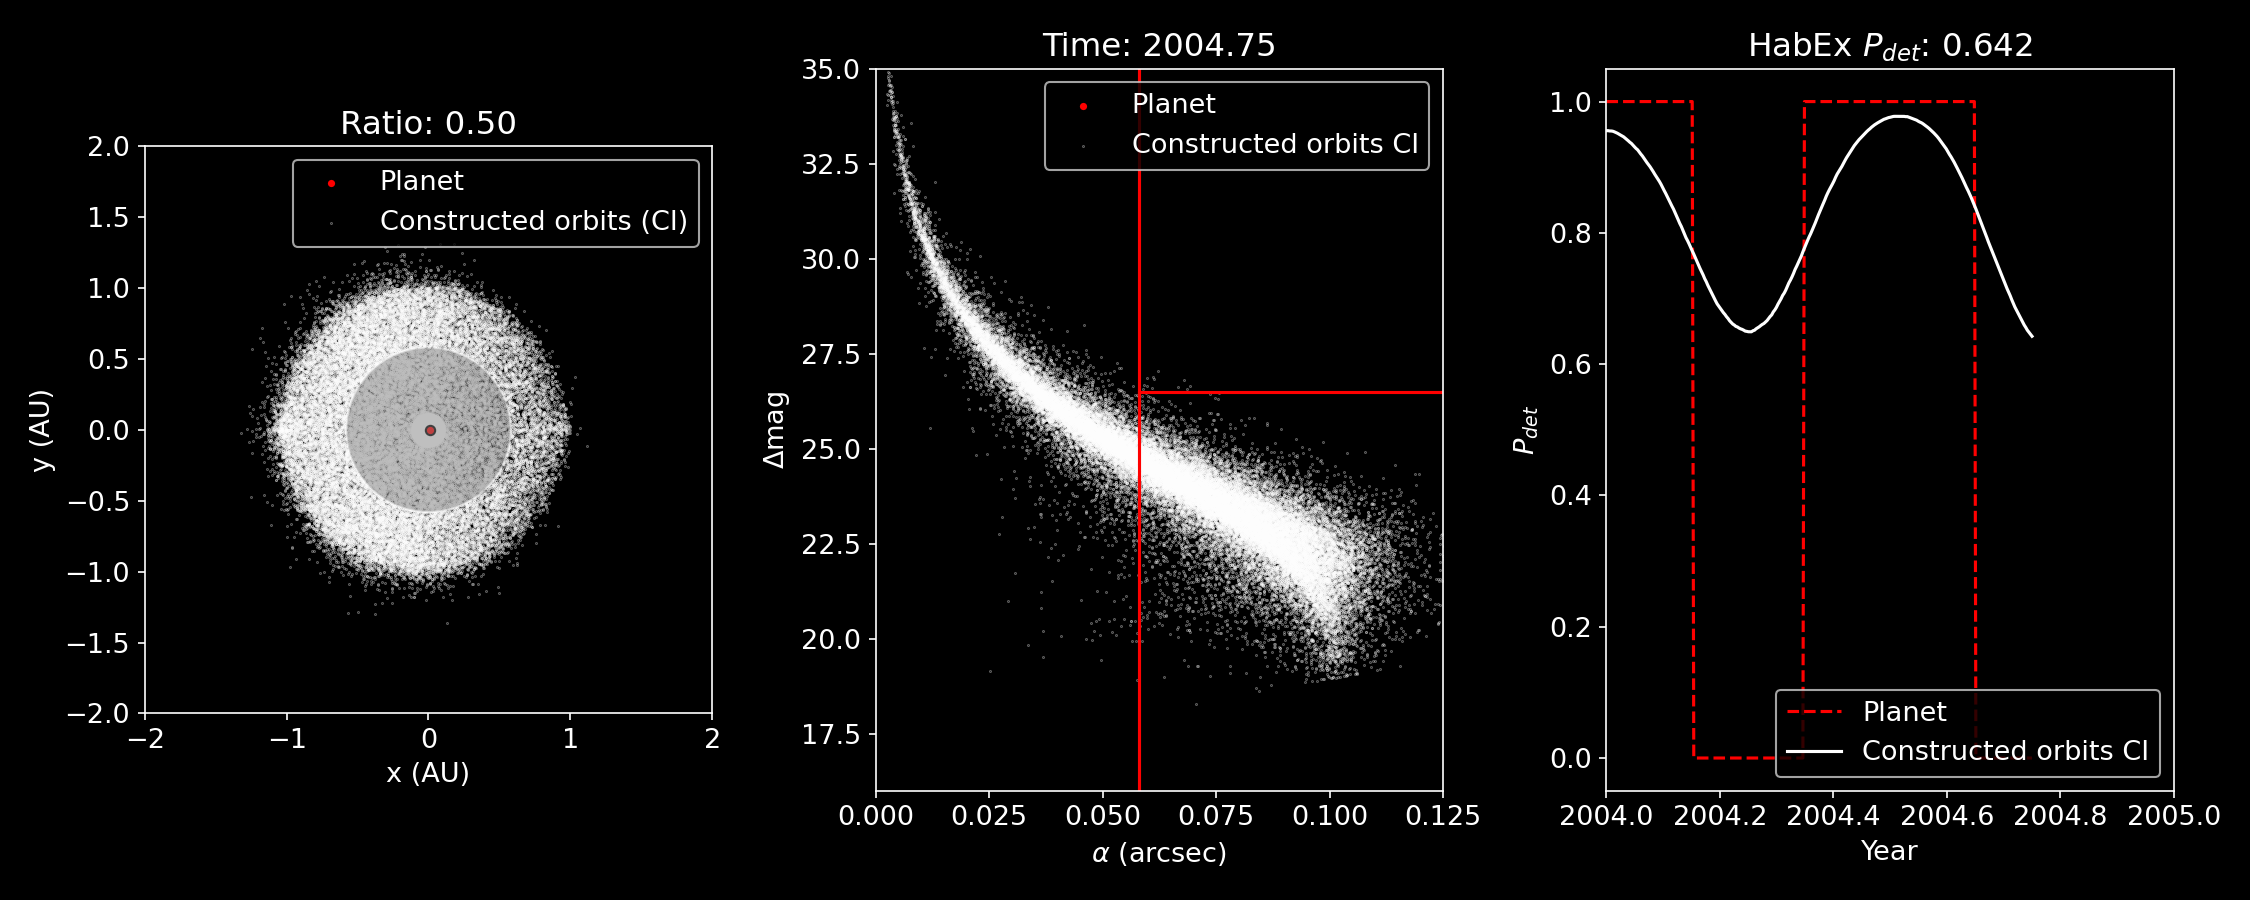 Ratio: 0.50
Planet
Constructed orbits (CI)
2.0
1.5
1.0
0.5
0.0
−0.5
−1.0
−1.5
−2.0
y (AU)
−2
−1
0
1
2
x (AU)
Time: 2004.75
Planet
Constructed orbits CI
35.0
32.5
30.0
27.5
25.0
22.5
20.0
17.5
Δmag
0.000
0.025
0.050
0.075
0.100
0.125
α (arcsec)
HabEx P_det: 0.642
1.0
0.8
0.6
0.4
0.2
0.0
P_det
Planet
Constructed orbits CI
2004.0
2004.2
2004.4
2004.6
2004.8
2005.0
Year